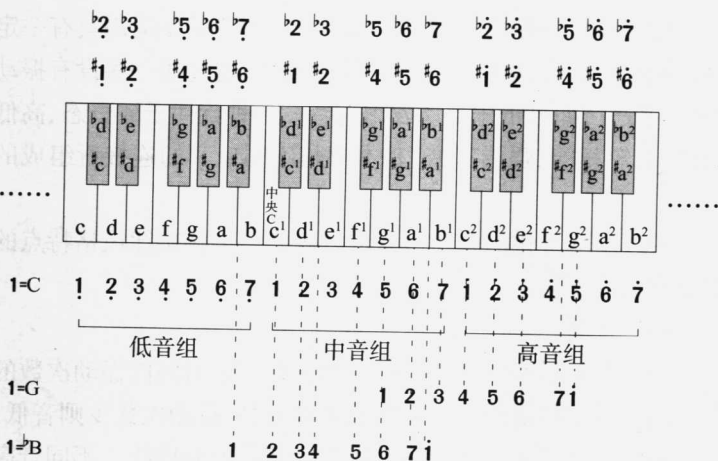 ♭2̣ ♭3̣ ♭5̣ ♭6̣ ♭7̣ ♭2 ♭3 ♭5 ♭6 ♭7 ♭2̇ ♭3̇ ♭5̇ ♭6̇ ♭7̇
♯1̣ ♯2̣ ♯4̣ ♯5̣ ♯6̣ ♯1 ♯2 ♯4 ♯5 ♯6 ♯1̇ ♯2̇ ♯4̇ ♯5̇ ♯6̇
♭d ♭e ♭g ♭a ♭b ♭d¹ ♭e¹ ♭g¹ ♭a¹ ♭b¹ ♭d² ♭e² ♭g² ♭a² ♭b²
♯c ♯d ♯f ♯g ♯a ♯c¹ ♯d¹ ♯f¹ ♯g¹ ♯a¹ ♯c² ♯d² ♯f² ♯g² ♯a²
中央C
…… ……
c d e f g a b c¹ d¹ e¹ f¹ g¹ a¹ b¹ c² d² e² f² g² a² b²
1=C 1̣ 2̣ 3̣ 4̣ 5̣ 6̣ 7̣ 1 2 3 4 5 6 7 1̇ 2̇ 3̇ 4̇ 5̇ 6̇ 7̇
低音组 中音组 高音组
1=G 1 2 3 4 5 6 7 1̇
1=♭B 1 2 3 4 5 6 7 1̇